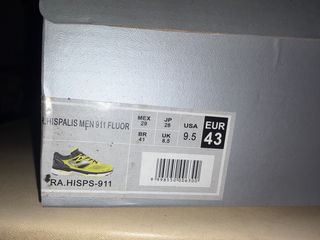 HISPALIS MEN 911 FLUOR
MEX 29
JP 28
USA 9.5
EUR 43
BR 41
UK 8.5
RA.HISPS-911